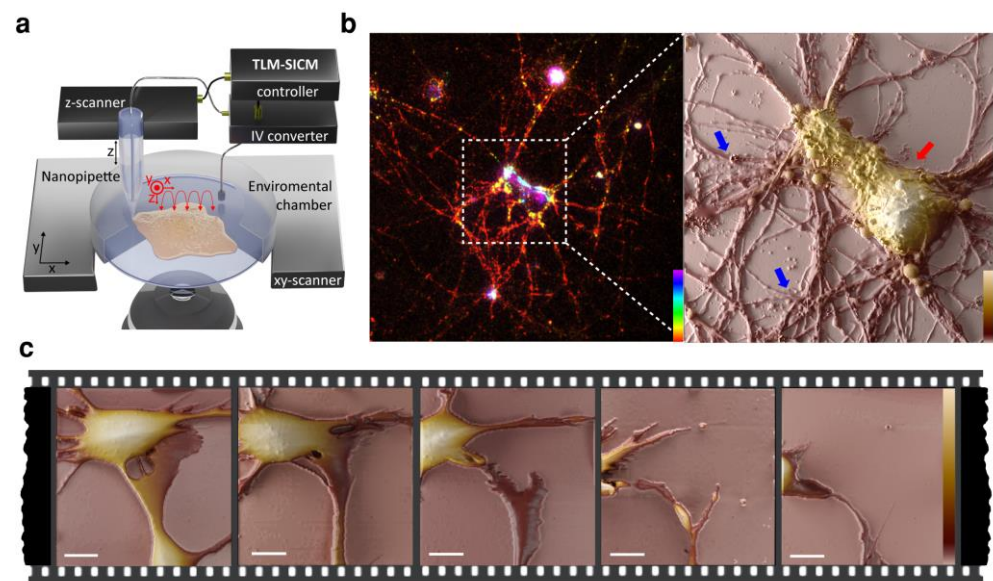 a
TLM-SICM
controller
z-scanner
IV converter
z
Nanopipette
y
x
z
Enviromental
chamber
y
x
xy-scanner
b
c